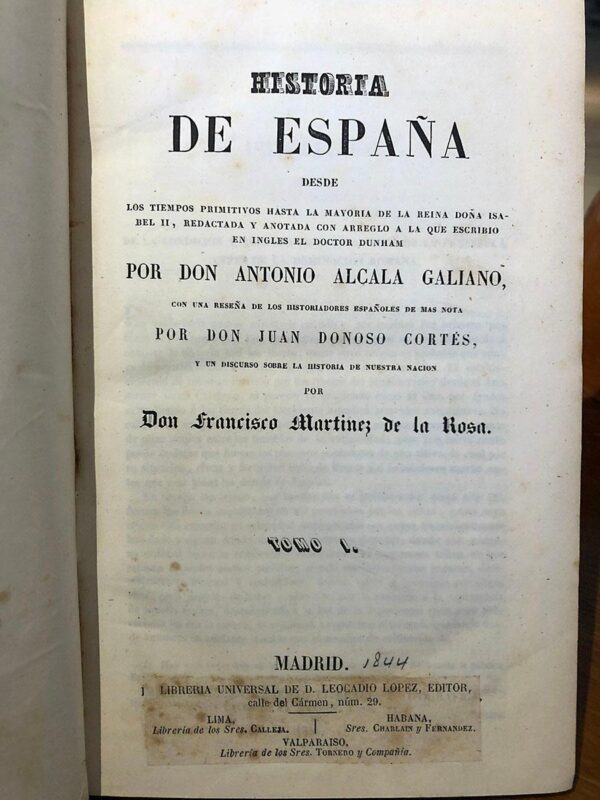 HISTORIA
DE ESPAÑA
DESDE
LOS TIEMPOS PRIMITIVOS HASTA LA MAYORIA DE LA REINA DOÑA ISA-
BEL II, REDACTADA Y ANOTADA CON ARREGLO A LA QUE ESCRIBIO
EN INGLES EL DOCTOR DUNHAM
POR DON ANTONIO ALCALA GALIANO,
CON UNA RESEÑA DE LOS HISTORIADORES ESPAÑOLES DE MAS NOTA
POR DON JUAN DONOSO CORTÉS,
Y UN DISCURSO SOBRE LA HISTORIA DE NUESTRA NACION
POR
Don Francisco Martinez de la Rosa.
TOMO I.
MADRID. 1844
LIBRERIA UNIVERSAL DE D. LEOCADIO LOPEZ, EDITOR,
calle del Cármen, núm. 29.
LIMA, HABANA,
Librería de los Sres. CALLEJA. Sres. CHARLAIN y FERNANDEZ.
VALPARAISO,
Librería de los Sres. TORNERO y Compañía.